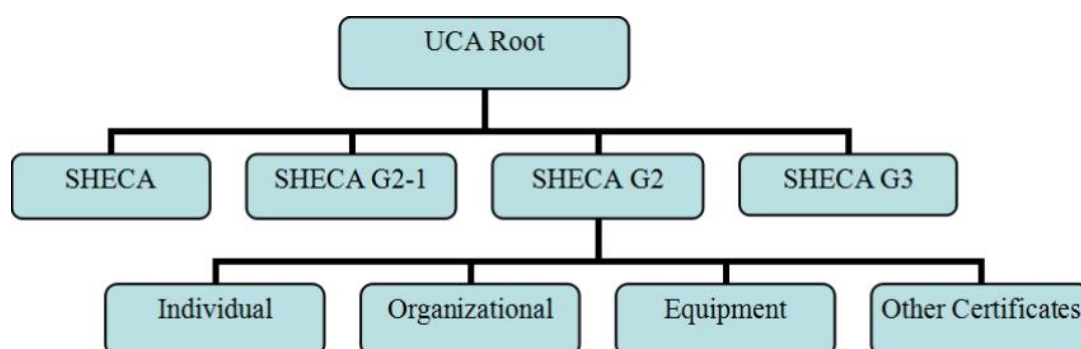 UCA Root
SHECA
SHECA G2-1
SHECA G2
SHECA G3
Individual
Organizational
Equipment
Other Certificates